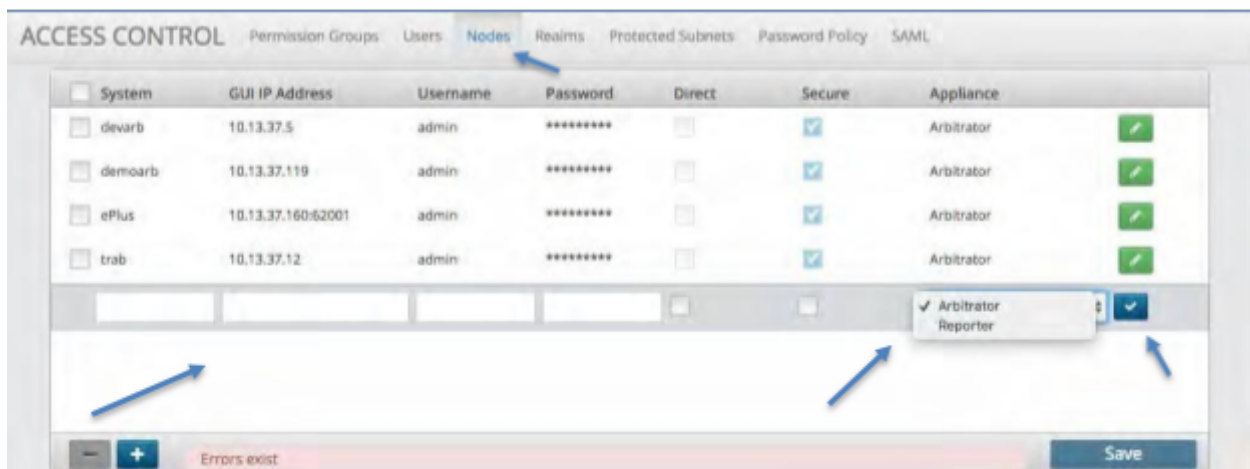 ACCESS CONTROL Permission Groups Users Nodes Realms Protected Subnets Password Policy SAML
System GUI IP Address Username Password Direct Secure Appliance
devarb 10.13.37.5 admin ********* Arbitrator
demoarb 10.13.37.119 admin ********* Arbitrator
ePlus 10.13.37.160:62001 admin ********* Arbitrator
trab 10.13.37.12 admin ********* Arbitrator
✓ Arbitrator
Reporter
Errors exist Save